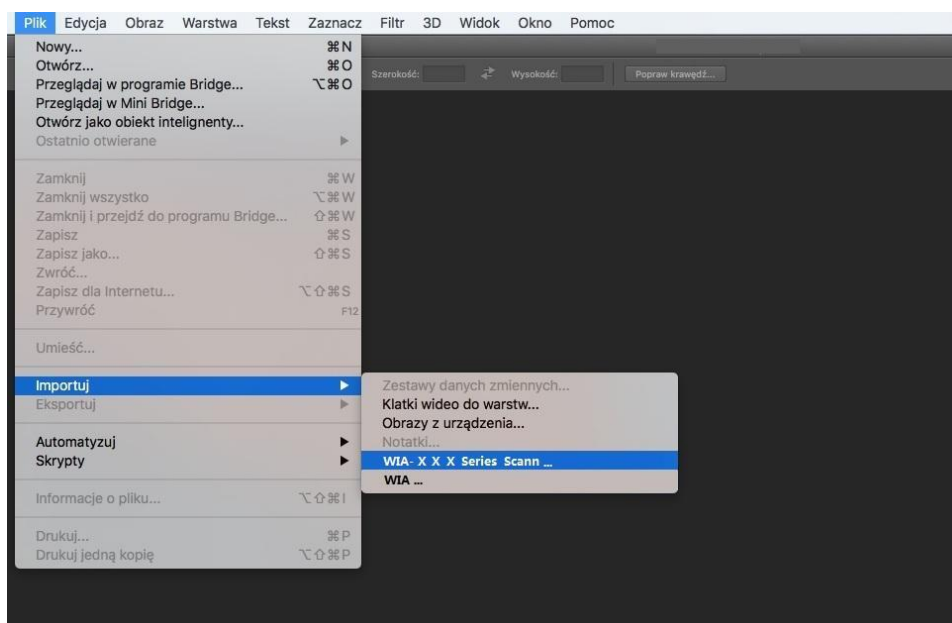 Plik Edycja Obraz Warstwa Tekst Zaznacz Filtr 3D Widok Okno Pomoc
Szerokość: Wysokość: Popraw krawędź...
Nowy... ⌘N
Otwórz... ⌘O
Przeglądaj w programie Bridge... ⌥⌘O
Przeglądaj w Mini Bridge...
Otwórz jako obiekt inteligentny...
Ostatnio otwierane ▶
Zamknij ⌘W
Zamknij wszystko ⌥⌘W
Zamknij i przejdź do programu Bridge... ⇧⌘W
Zapisz ⌘S
Zapisz jako... ⇧⌘S
Zwróć...
Zapisz dla Internetu... ⌥⇧⌘S
Przywróć F12
Umieść...
Importuj ▶
Eksportuj ▶
Automatyzuj ▶
Skrypty ▶
Informacje o pliku... ⌥⇧⌘I
Drukuj... ⌘P
Drukuj jedną kopię ⌥⇧⌘P
Zestawy danych zmiennych...
Klatki wideo do warstw...
Obrazy z urządzenia...
Notatki...
WIA- X X X Series Scann ...
WIA ...